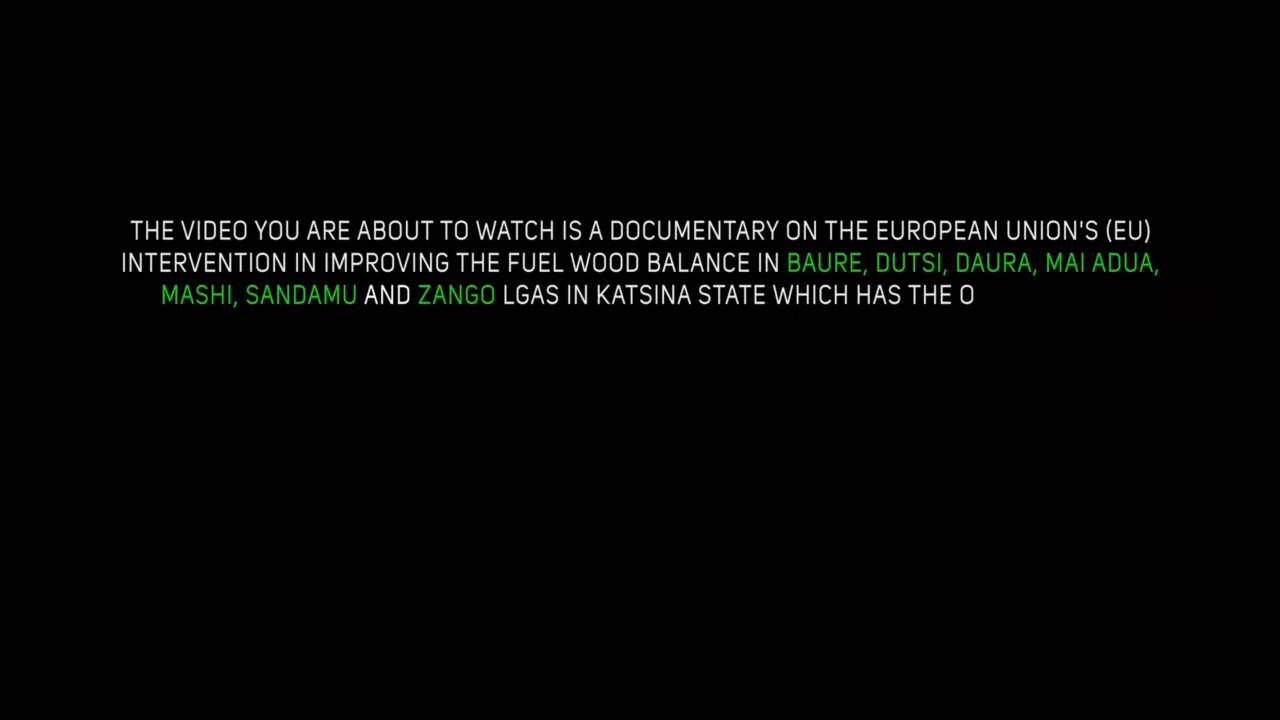 THE VIDEO YOU ARE ABOUT TO WATCH IS A DOCUMENTARY ON THE EUROPEAN UNION'S (EU)
INTERVENTION IN IMPROVING THE FUEL WOOD BALANCE IN BAURE, DUTSI, DAURA, MAI ADUA,
MASHI, SANDAMU AND ZANGO LGAS IN KATSINA STATE WHICH HAS THE O